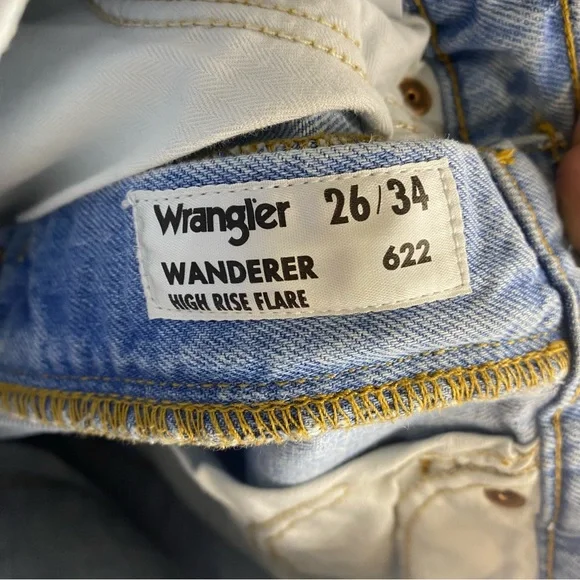 Wrangler 26/34
WANDERER 622
HIGH RISE FLARE